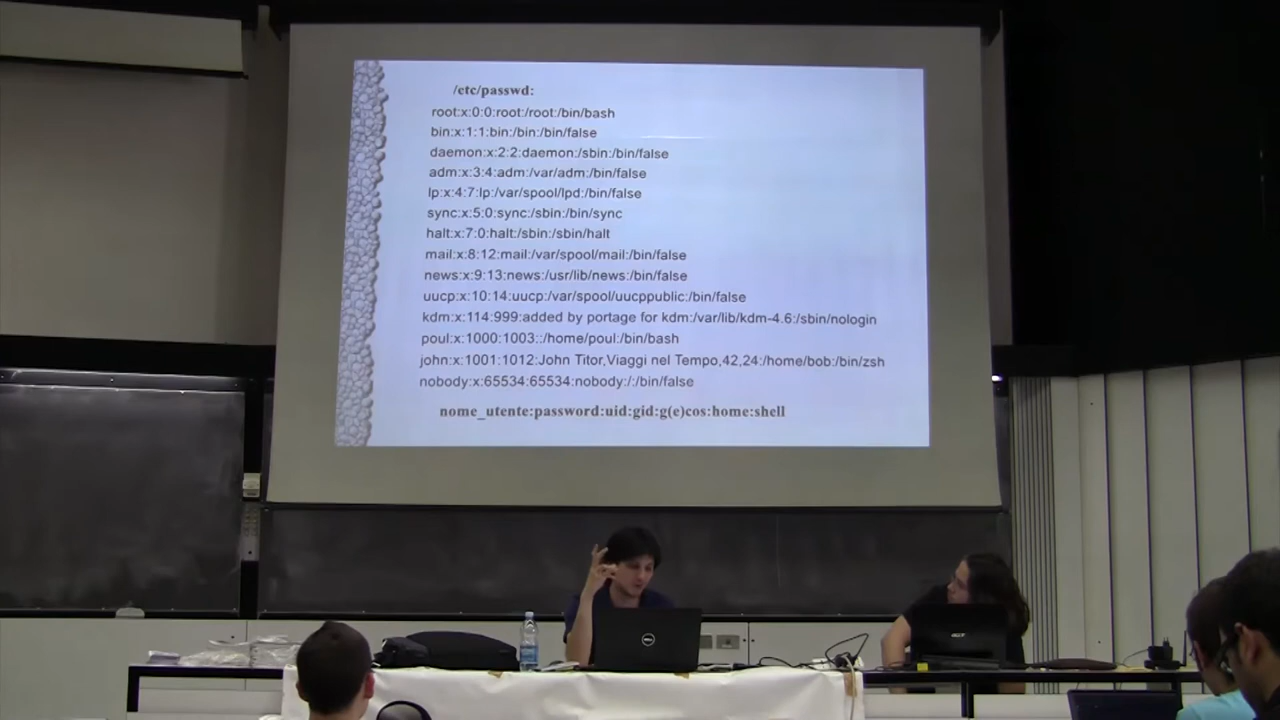 /etc/passwd:
root:x:0:0:root:/root:/bin/bash
bin:x:1:1:bin:/bin:/bin/false
daemon:x:2:2:daemon:/sbin:/bin/false
adm:x:3:4:adm:/var/adm:/bin/false
lp:x:4:7:lp:/var/spool/lpd:/bin/false
sync:x:5:0:sync:/sbin:/bin/sync
halt:x:7:0:halt:/sbin:/sbin/halt
mail:x:8:12:mail:/var/spool/mail:/bin/false
news:x:9:13:news:/usr/lib/news:/bin/false
uucp:x:10:14:uucp:/var/spool/uucppublic:/bin/false
kdm:x:114:999:added by portage for kdm:/var/lib/kdm-4.6:/sbin/nologin
poul:x:1000:1003::/home/poul:/bin/bash
john:x:1001:1012:John Titor,Viaggi nel Tempo,42,24:/home/bob:/bin/zsh
nobody:x:65534:65534:nobody:/:/bin/false
nome_utente:password:uid:gid:g(e)cos:home:shell
DELL
acer